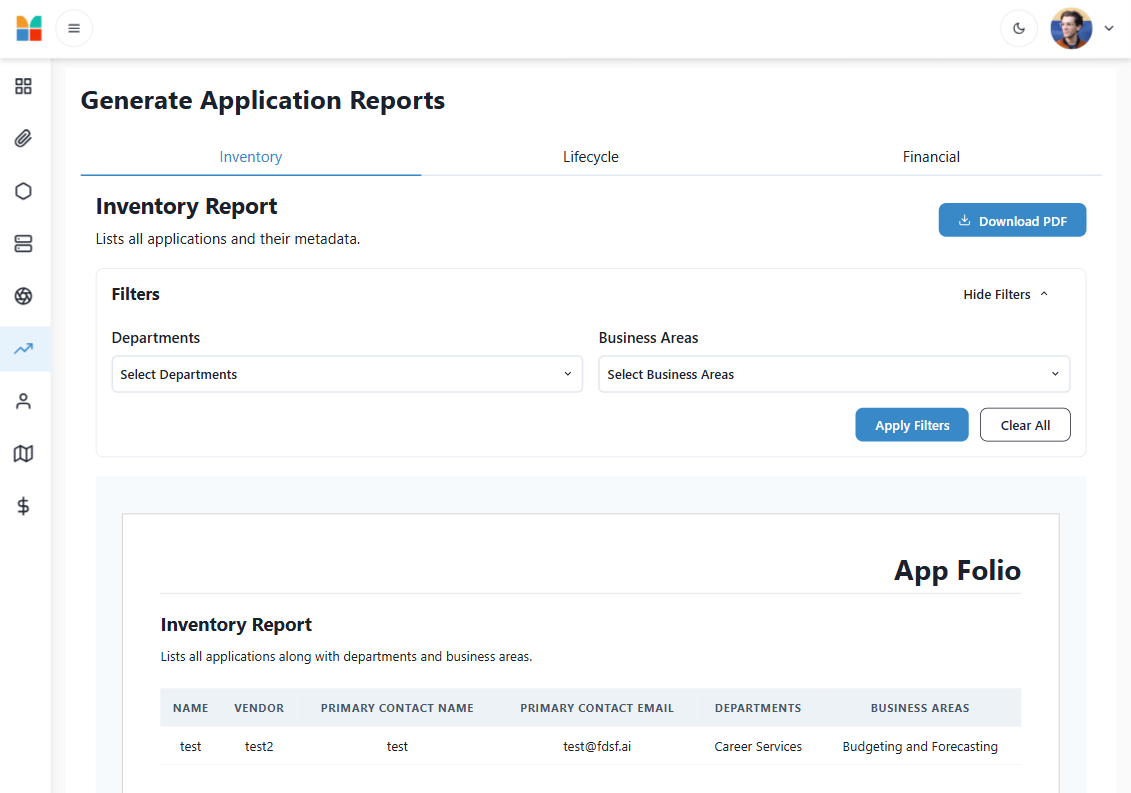 Generate Application Reports
Inventory Lifecycle Financial
Inventory Report
Download PDF
Lists all applications and their metadata.
Filters
Hide Filters
Departments Business Areas
Select Departments Select Business Areas
Apply Filters Clear All
App Folio
Inventory Report
Lists all applications along with departments and business areas.
NAME VENDOR PRIMARY CONTACT NAME PRIMARY CONTACT EMAIL DEPARTMENTS BUSINESS AREAS
test test2 test test@fdsf.ai Career Services Budgeting and Forecasting